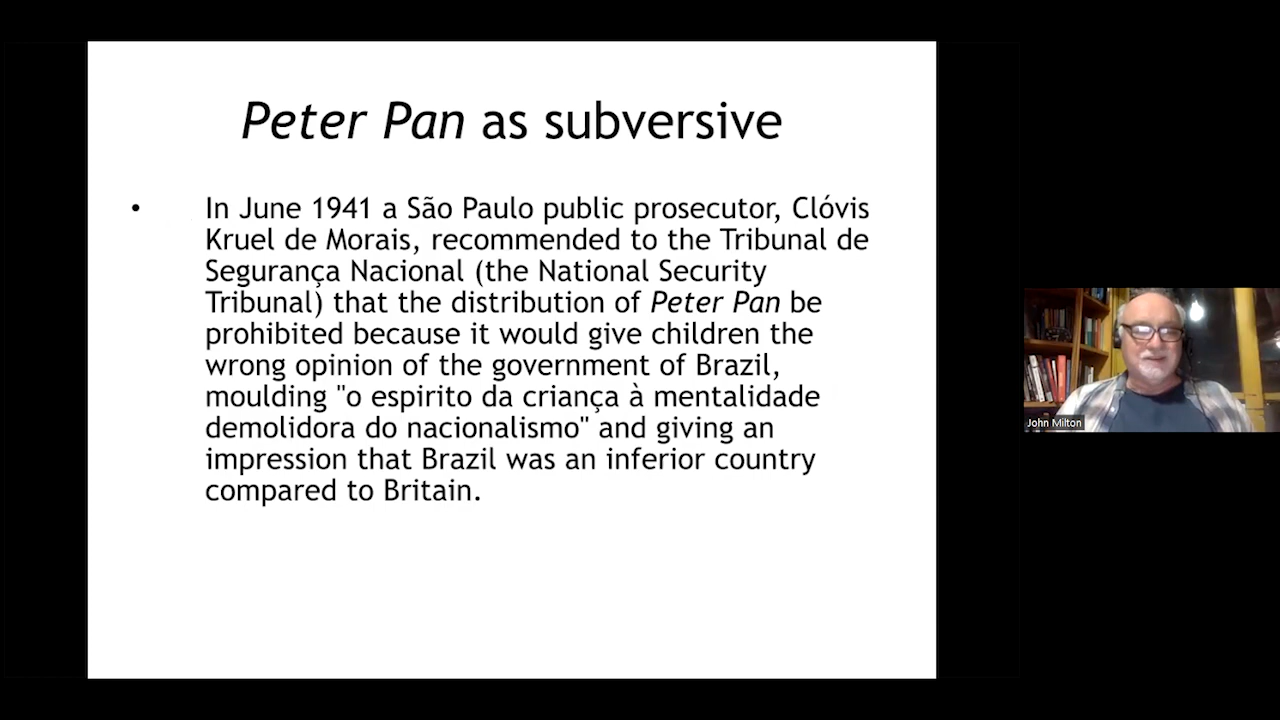 Peter Pan as subversive
• In June 1941 a São Paulo public prosecutor, Clóvis
Kruel de Morais, recommended to the Tribunal de
Segurança Nacional (the National Security
Tribunal) that the distribution of Peter Pan be
prohibited because it would give children the
wrong opinion of the government of Brazil,
moulding "o espirito da criança à mentalidade
demolidora do nacionalismo" and giving an
impression that Brazil was an inferior country
compared to Britain.
John Milton